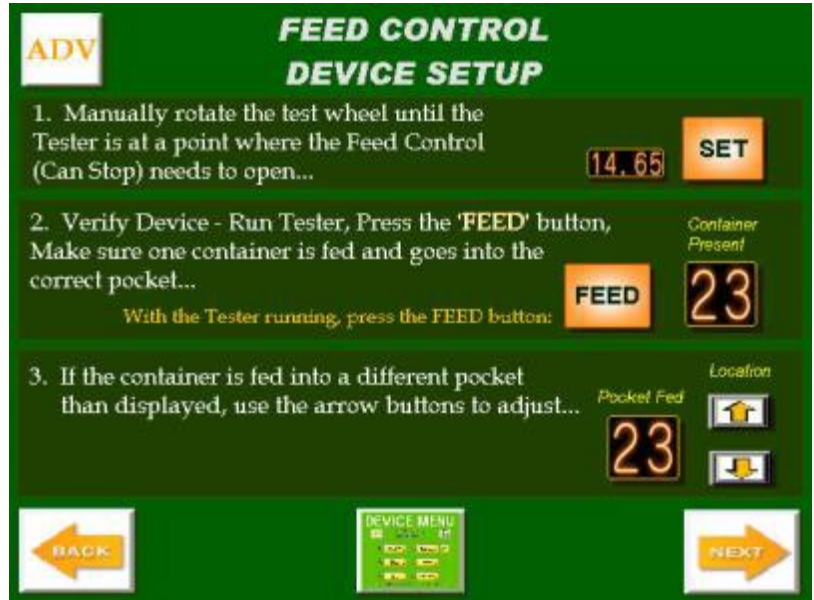 ADV
FEED CONTROL
DEVICE SETUP
1. Manually rotate the test wheel until the
Tester is at a point where the Feed Control
(Can Stop) needs to open...
14.65
SET
2. Verify Device - Run Tester, Press the 'FEED' button,
Make sure one container is fed and goes into the
correct pocket...
With the Tester running, press the FEED button:
FEED
Container
Present
23
3. If the container is fed into a different pocket
than displayed, use the arrow buttons to adjust...
Pocket Fed
23
Location
BACK
DEVICE MENU
NEXT